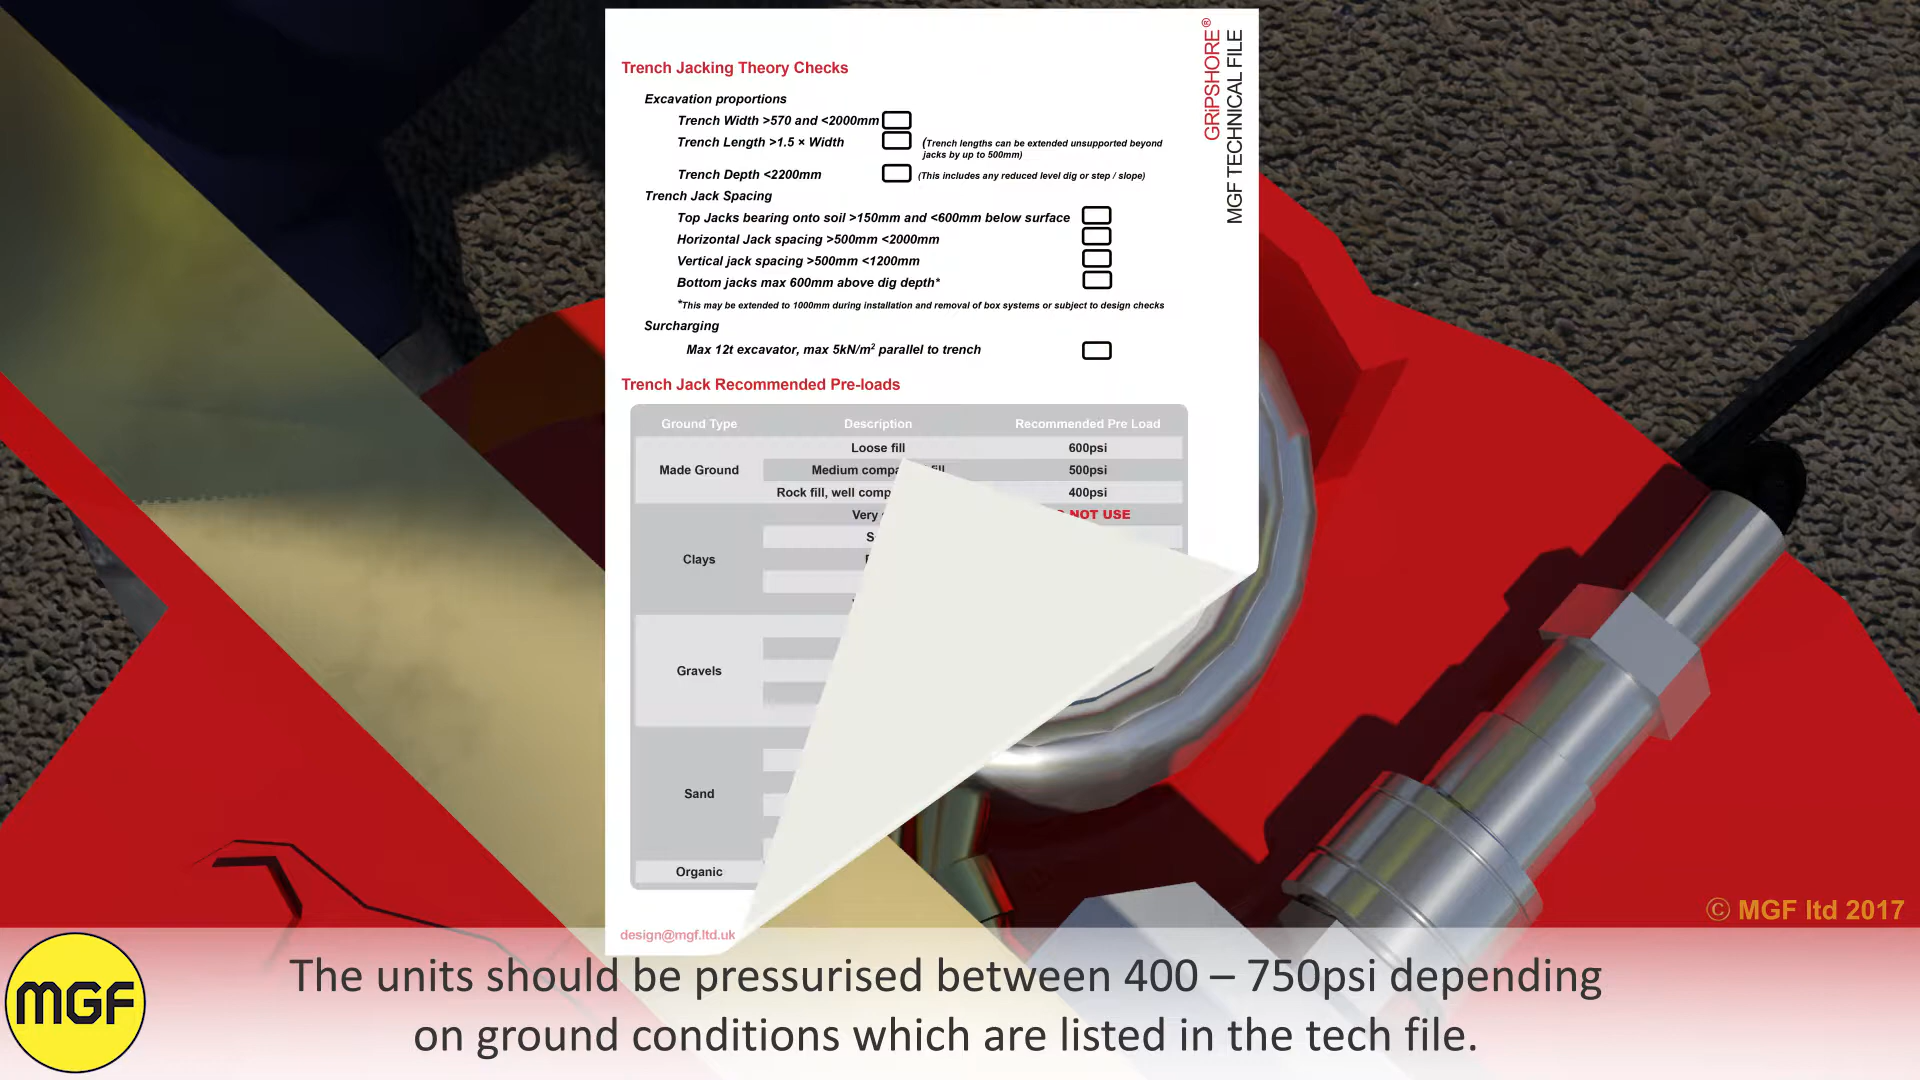 GRiPSHORE®
MGF TECHNICAL FILE
Trench Jacking Theory Checks
Excavation proportions
Trench Width >570 and <2000mm
Trench Length >1.5 × Width
(Trench lengths can be extended unsupported beyond
jacks by up to 500mm)
Trench Depth <2200mm
(This includes any reduced level dig or step / slope)
Trench Jack Spacing
Top Jacks bearing onto soil >150mm and <600mm below surface
Horizontal Jack spacing >500mm <2000mm
Vertical jack spacing >500mm <1200mm
Bottom jacks max 600mm above dig depth*
*This may be extended to 1000mm during installation and removal of box systems or subject to design checks
Surcharging
Max 12t excavator, max 5kN/m² parallel to trench
Trench Jack Recommended Pre-loads
Ground Type Description Recommended Pre Load
Loose fill 600psi
Made Ground Medium fill 500psi
Rock fill, well 400psi
Very NOT USE
Clays
Gravels
Sand
Organic
design@mgf.ltd.uk
© MGF ltd 2017
MGF
The units should be pressurised between 400 – 750psi depending
on ground conditions which are listed in the tech file.